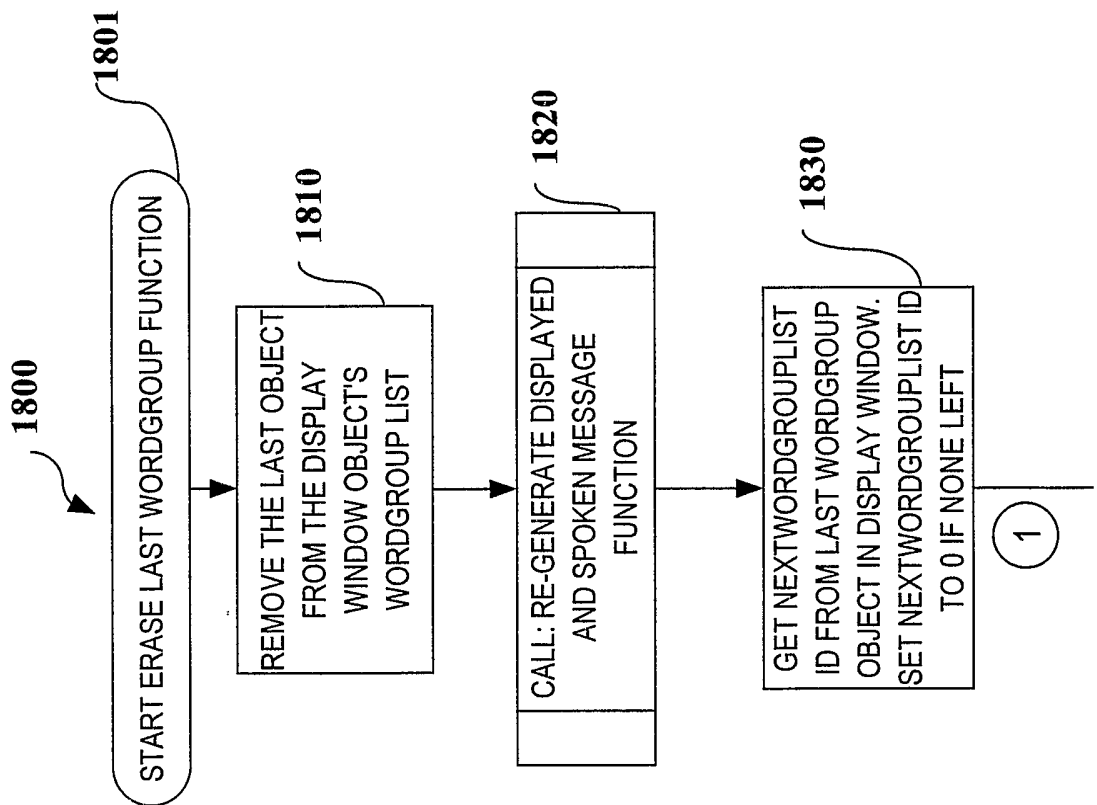 1800
START ERASE LAST WORDGROUP FUNCTION
1801
REMOVE THE LAST OBJECT
FROM THE DISPLAY
WINDOW OBJECT'S
WORDGROUP LIST
1810
CALL: RE-GENERATE DISPLAYED
AND SPOKEN MESSAGE
FUNCTION
1820
GET NEXTWORDGROUPLIST
ID FROM LAST WORDGROUP
OBJECT IN DISPLAY WINDOW.
SET NEXTWORDGROUPLIST ID
TO 0 IF NONE LEFT
1830
1